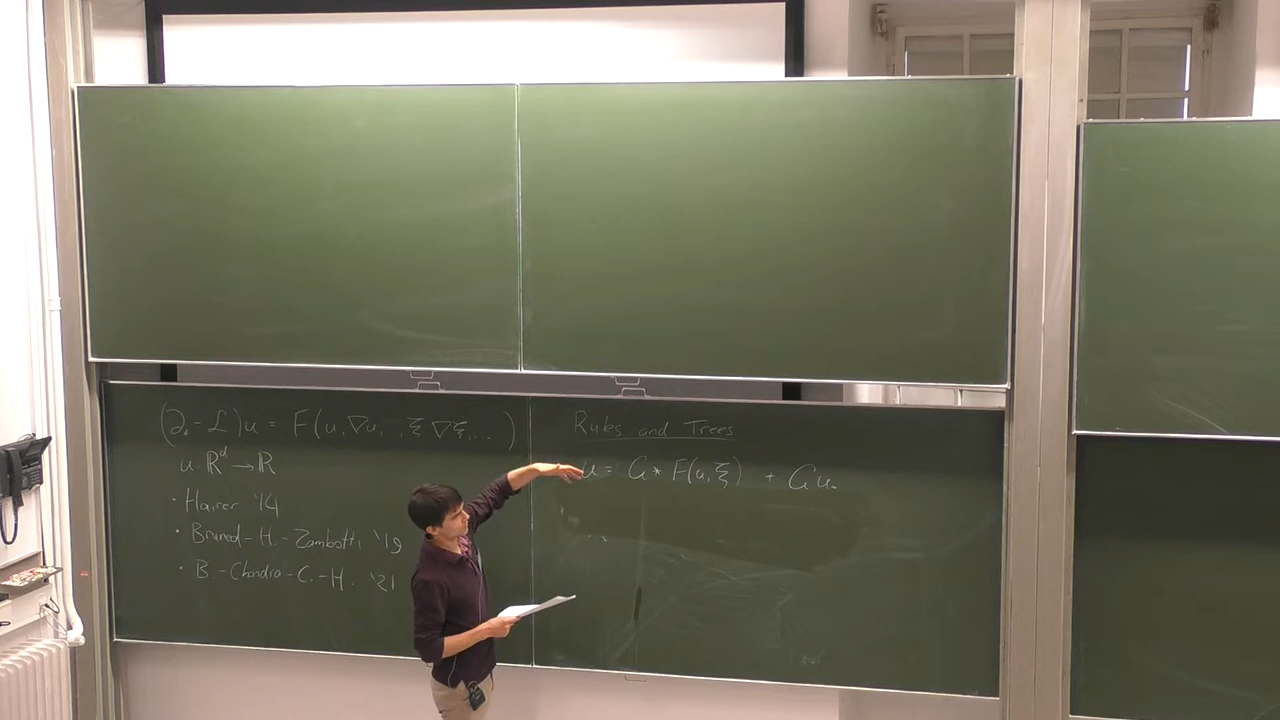 (∂ₜ-ℒ)u = F(u,∇u, ,ξ,∇ξ,...)
u: ℝᵈ → ℝ
· Hairer '14
· Bruned-H.-Zambotti '19
· B.-Chandra-C.-H. '21
Rules and Trees
u = G * F(u,ξ) + Gu₀